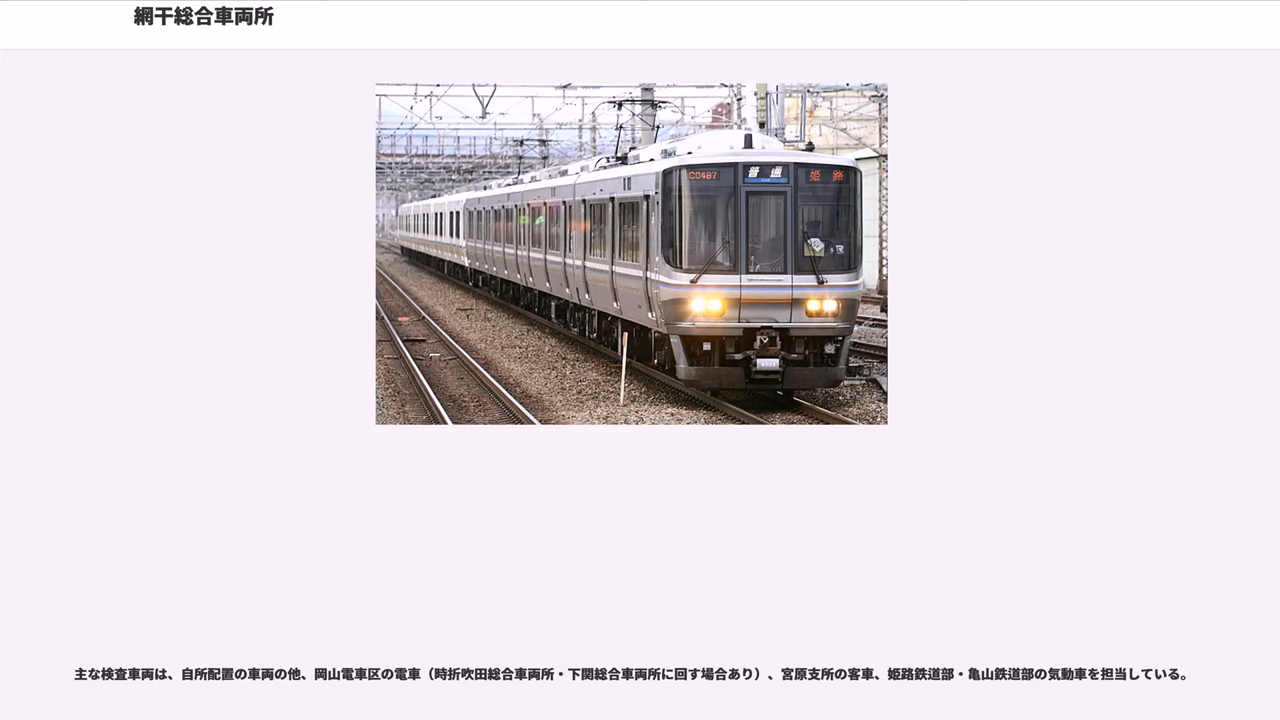 網干総合車両所
C0487
普通
姫路
主な検査車両は、自所配置の車両の他、岡山電車区の電車（時折吹田総合車両所・下関総合車両所に回す場合あり）、宮原支所の客車、姫路鉄道部・亀山鉄道部の気動車を担当している。